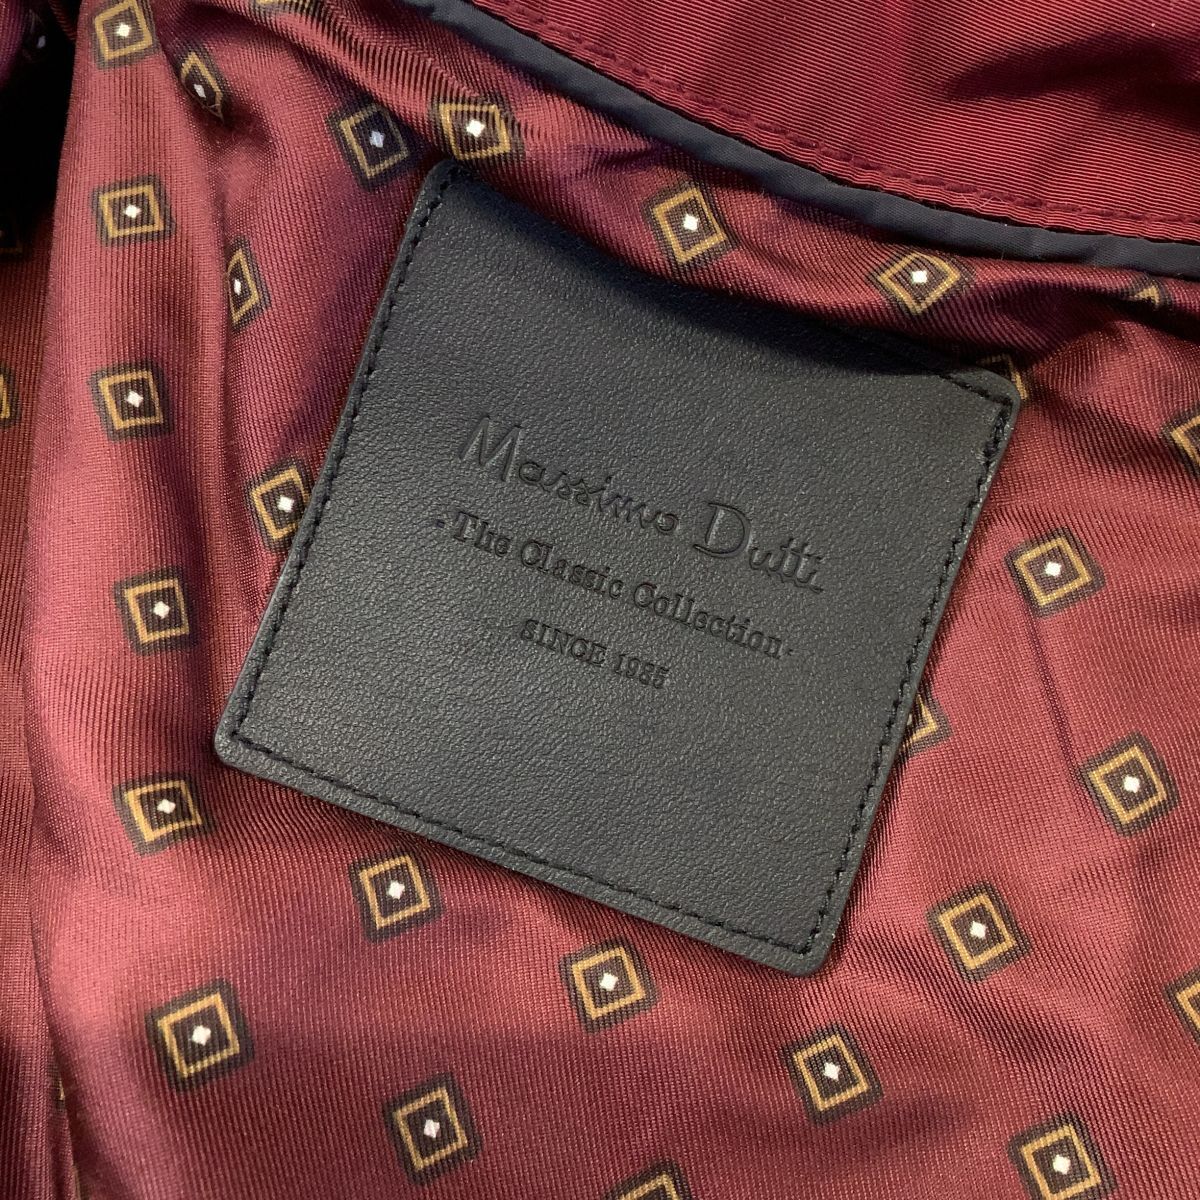 Massimo Dutti
-The Classic Collection-
SINCE 1985